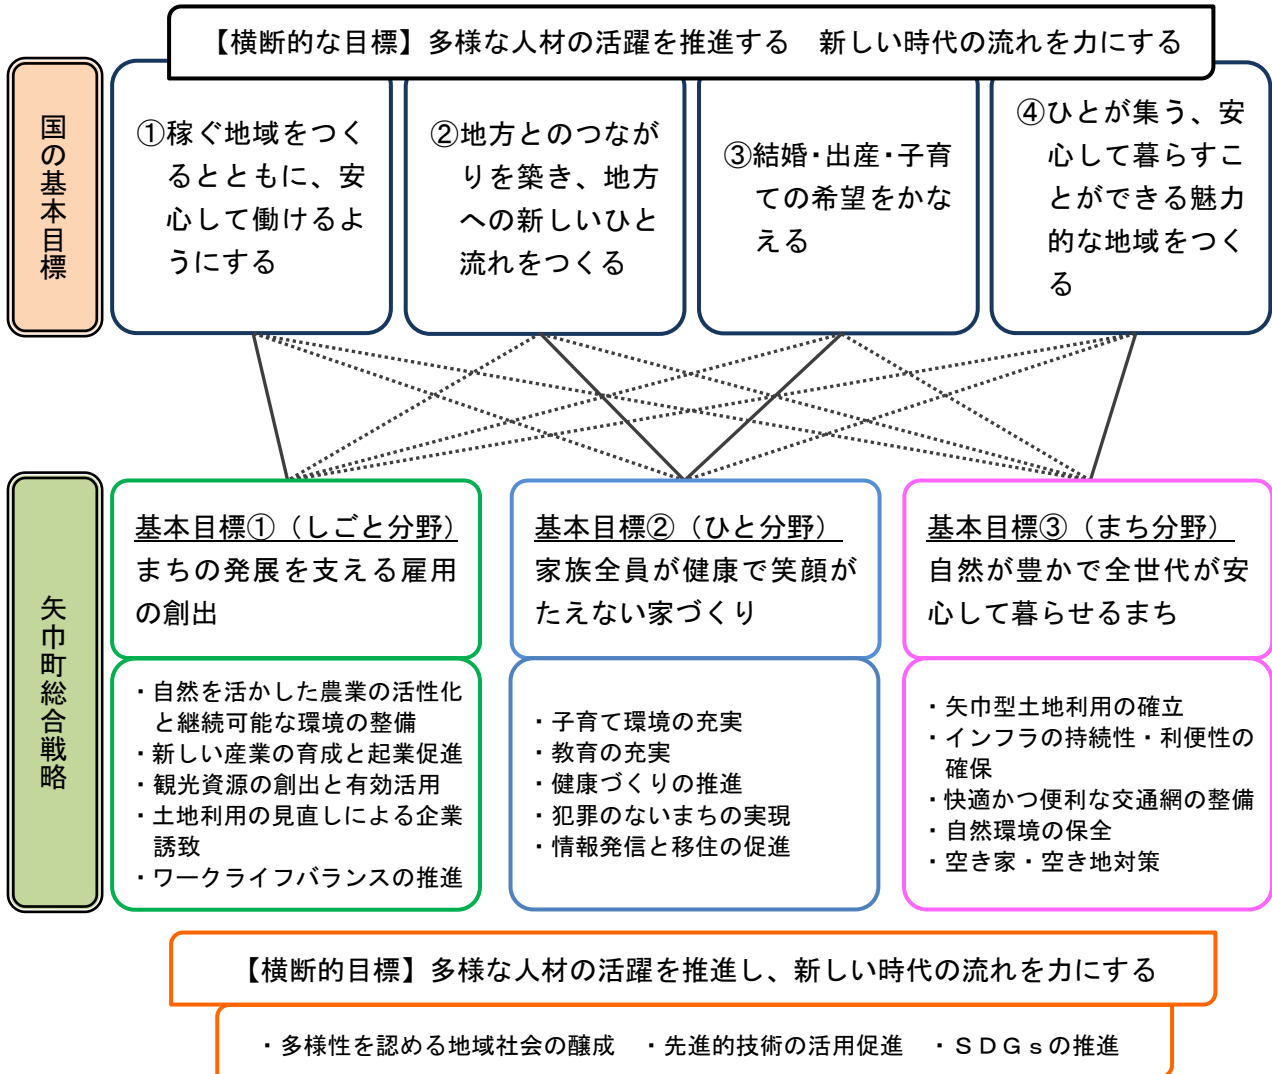 【横断的な目標】多様な人材の活躍を推進する　新しい時代の流れを力にする
国の基本目標
①稼ぐ地域をつく
るとともに、安
心して働けるよ
うにする
②地方とのつなが
りを築き、地方
への新しいひと
流れをつくる
③結婚・出産・子育
ての希望をかな
える
④ひとが集う、安
心して暮らすこ
とができる魅力
的な地域をつく
る
矢巾町総合戦略
基本目標①（しごと分野）
まちの発展を支える雇用
の創出
・自然を活かした農業の活性化
と継続可能な環境の整備
・新しい産業の育成と起業促進
・観光資源の創出と有効活用
・土地利用の見直しによる企業
誘致
・ワークライフバランスの推進
基本目標②（ひと分野）
家族全員が健康で笑顔が
たえない家づくり
・子育て環境の充実
・教育の充実
・健康づくりの推進
・犯罪のないまちの実現
・情報発信と移住の促進
基本目標③（まち分野）
自然が豊かで全世代が安
心して暮らせるまち
・矢巾型土地利用の確立
・インフラの持続性・利便性の
確保
・快適かつ便利な交通網の整備
・自然環境の保全
・空き家・空き地対策
【横断的目標】多様な人材の活躍を推進し、新しい時代の流れを力にする
・多様性を認める地域社会の醸成　・先進的技術の活用促進　・ＳＤＧｓの推進